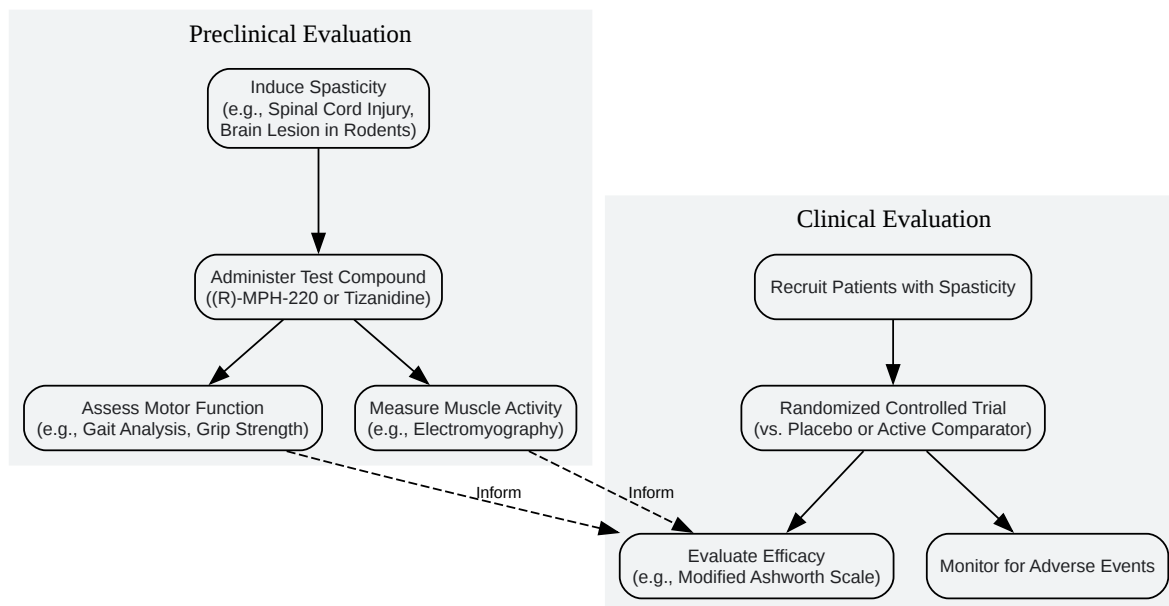 Preclinical Evaluation
Induce Spasticity
(e.g., Spinal Cord Injury,
Brain Lesion in Rodents)
Administer Test Compound
((R)-MPH-220 or Tizanidine)
Assess Motor Function
(e.g., Gait Analysis, Grip Strength)
Measure Muscle Activity
(e.g., Electromyography)
Inform
Inform
Clinical Evaluation
Recruit Patients with Spasticity
Randomized Controlled Trial
(vs. Placebo or Active Comparator)
Evaluate Efficacy
(e.g., Modified Ashworth Scale)
Monitor for Adverse Events